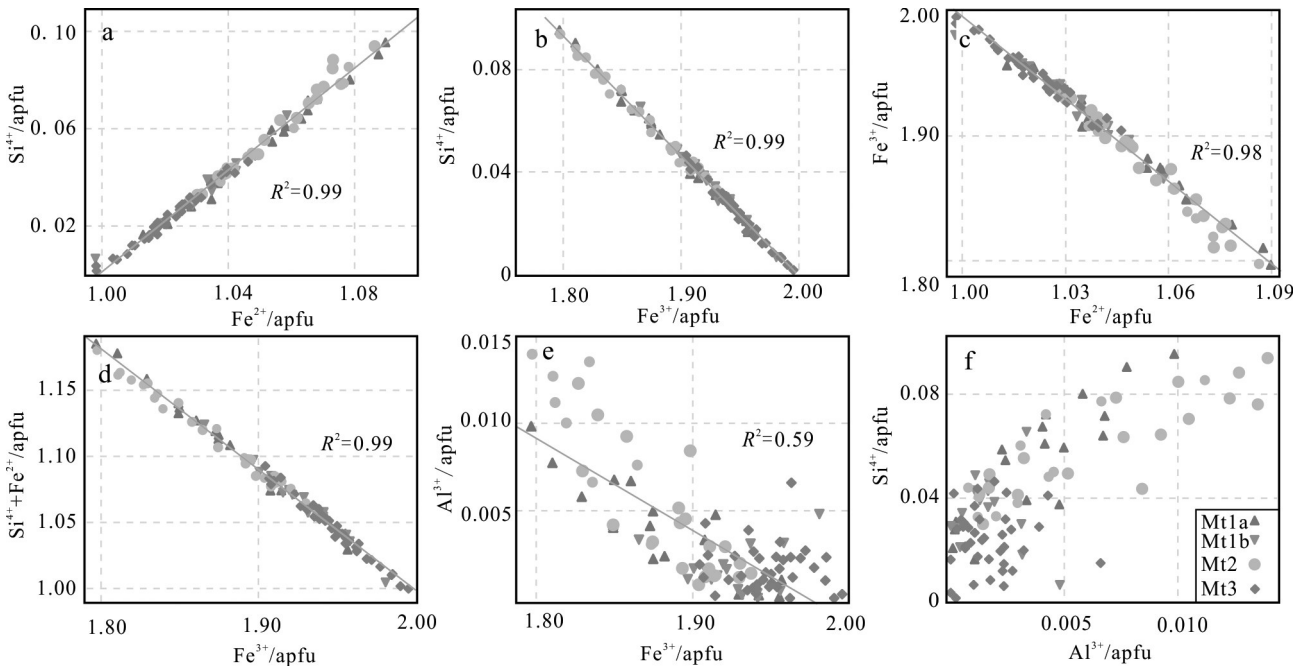 a
Si⁴⁺/apfu
0. 10
0. 06
0. 02
R²=0.99
1.00 1.04 1.08
Fe²⁺/apfu
b
Si⁴⁺/apfu
0.08
0.04
0
R²=0.99
1.80 1.90 2.00
Fe³⁺/apfu
c
Fe³⁺/apfu
2.00
1.90
1.80
R²=0.98
1.00 1.03 1.06 1.09
Fe²⁺/apfu
d
Si⁴⁺+Fe²⁺/apfu
1.15
1.10
1.05
1.00
R²=0.99
1.80 1.90 2.00
Fe³⁺/apfu
e
Al³⁺/apfu
0.015
0.010
0.005
R²=0.59
1.80 1.90 2.00
Fe³⁺/apfu
f
Si⁴⁺/apfu
0.08
0.04
0
Mt1a
Mt1b
Mt2
Mt3
0.005 0.010
Al³⁺/apfu